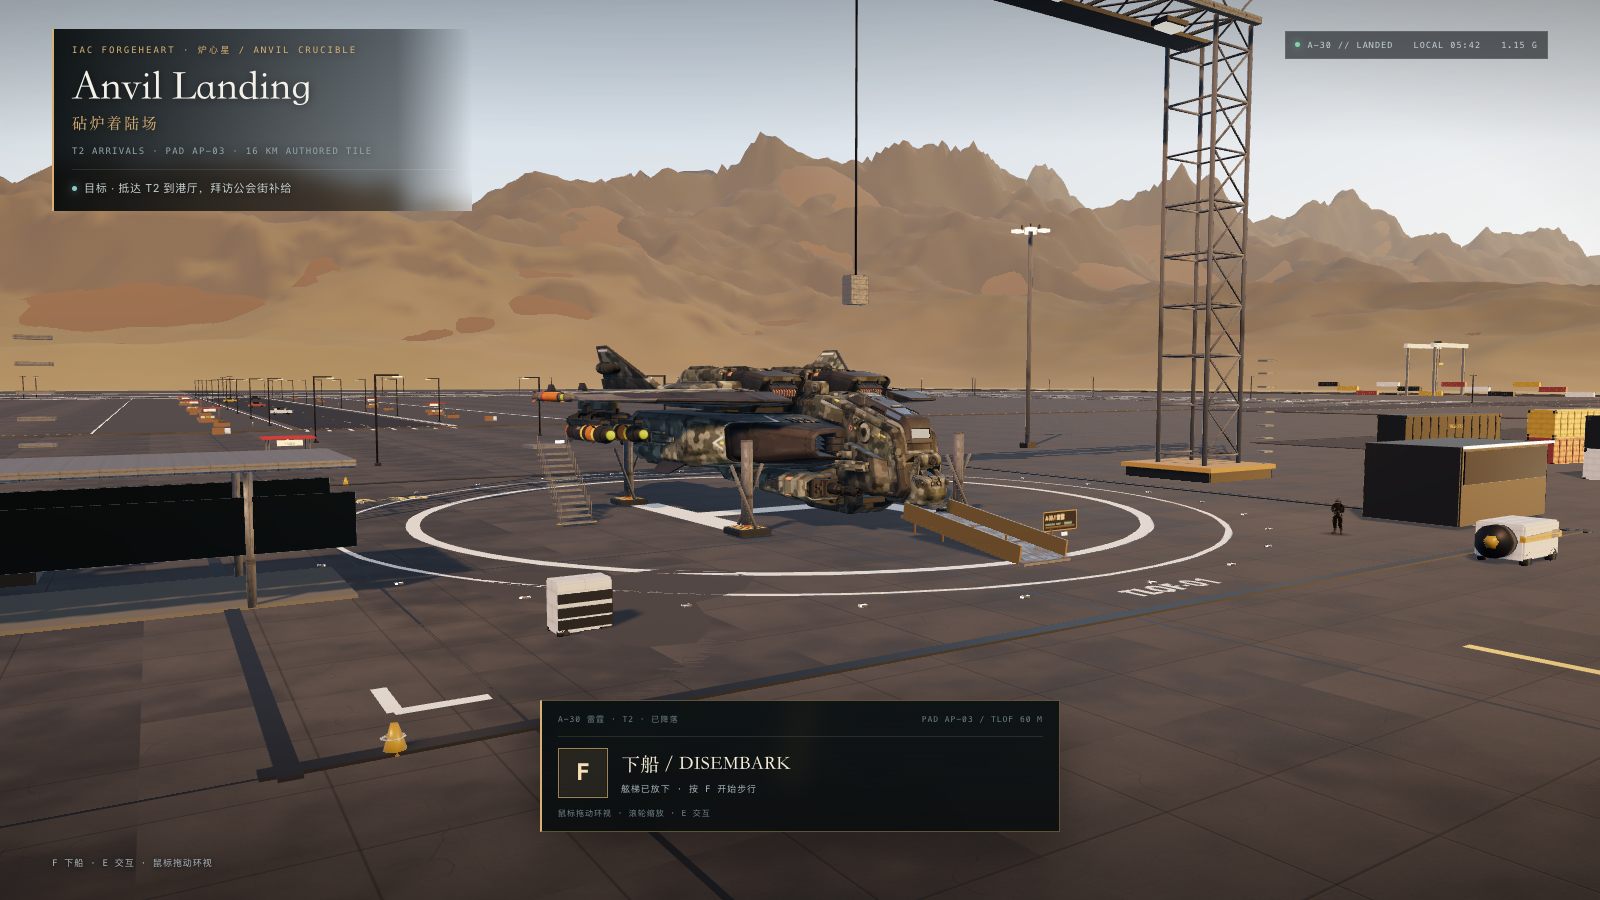 IAC FORGEHEART · 炉心星 / ANVIL CRUCIBLE
Anvil Landing
砧炉着陆场
T2 ARRIVALS · PAD AP-03 · 16 KM AUTHORED TILE
目标 · 抵达 T2 到港厅，拜访公会街补给
A-30 // LANDED LOCAL 05:42 1.15 G
TLOF-01
A-30 雷霆 · T2 · 已降落 PAD AP-03 / TLOF 60 M
F
下船 / DISEMBARK
舷梯已放下 · 按 F 开始步行
鼠标拖动环视 · 滚轮缩放 · E 交互
F 下船 · E 交互 · 鼠标拖动环视